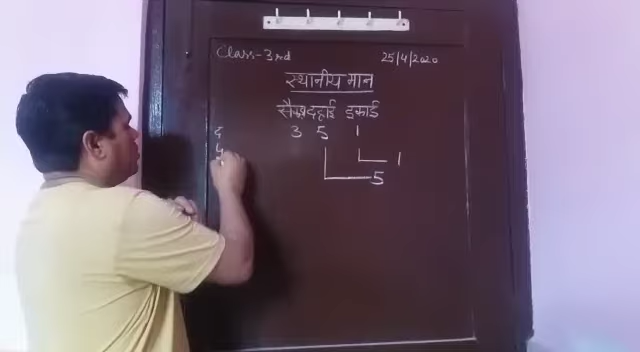 Class-3rd 25/4/2020
स्थानीय मान
सैकड़ा दहाई इकाई
3 5 1
1
5